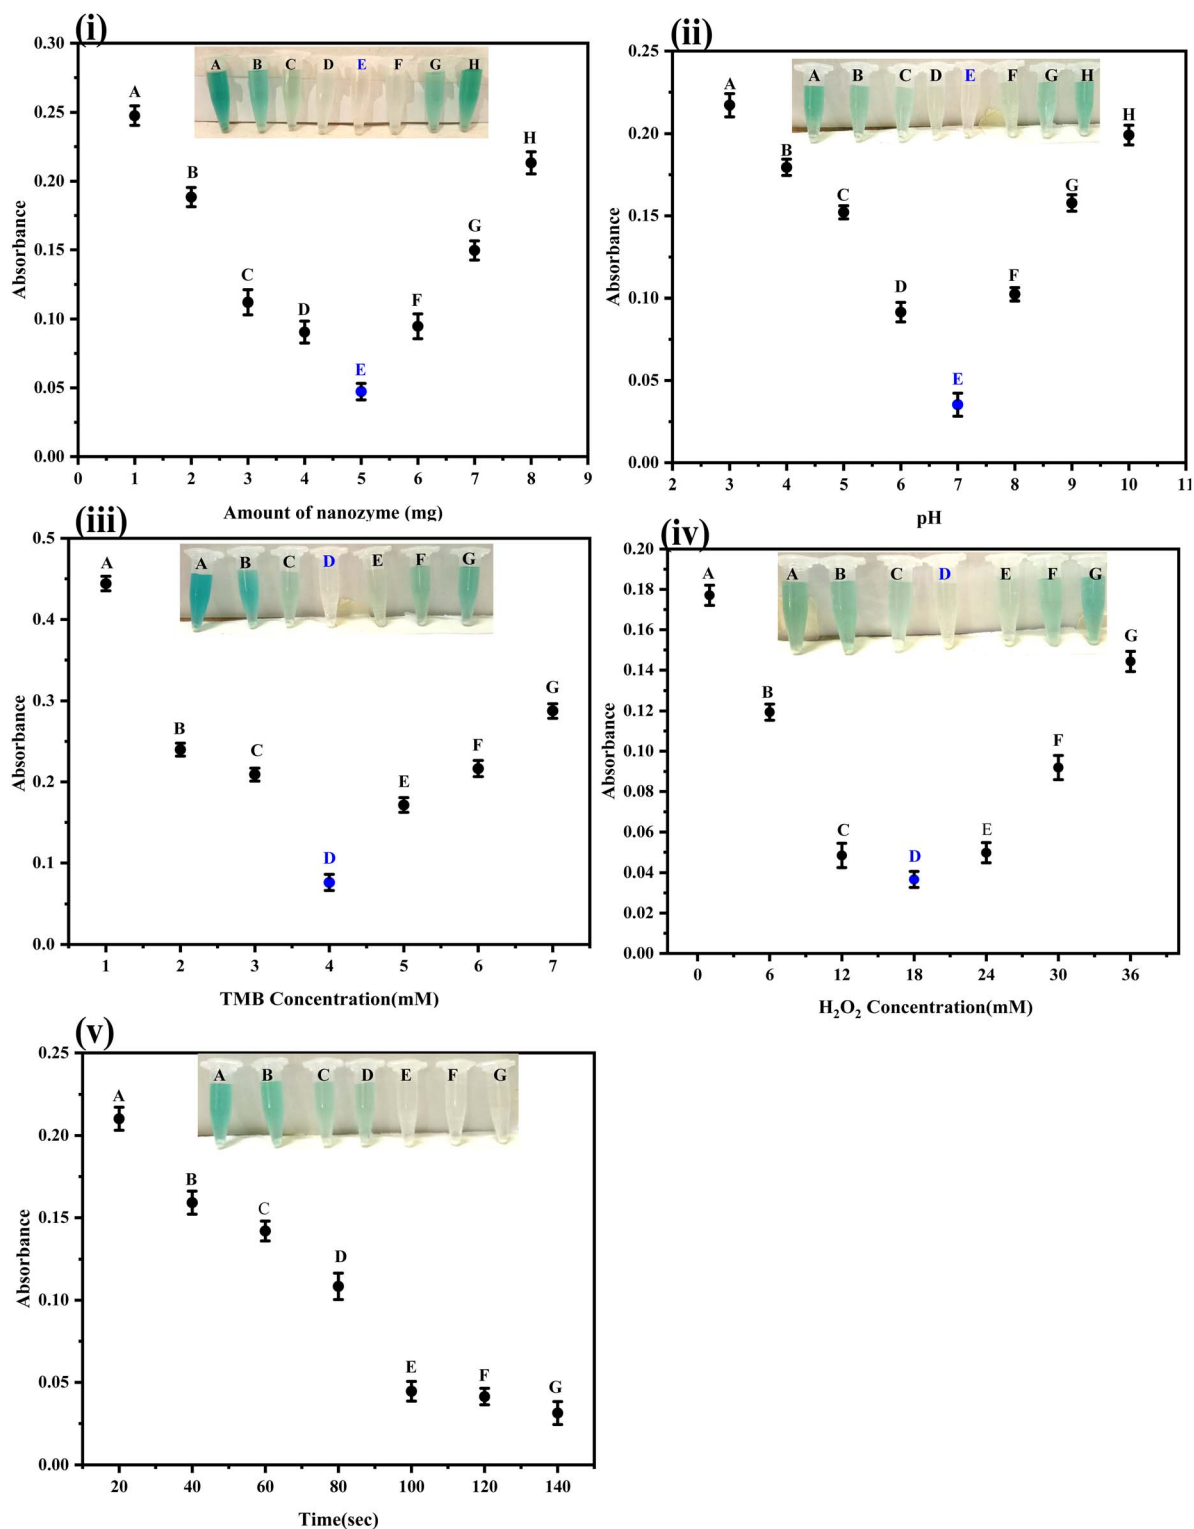 (i)
0.30
0.25
0.20
0.15
0.10
0.05
0.00
Absorbance
A B C D E F G H
A
B
C
D
E
F
G
H
0 1 2 3 4 5 6 7 8 9
Amount of nanozyme (mg)
(ii)
0.25
0.20
0.15
0.10
0.05
0.00
Absorbance
A B C D E F G H
A
B
C
D
E
F
G
H
2 3 4 5 6 7 8 9 10 11
pH
(iii)
0.5
0.4
0.3
0.2
0.1
0.0
Absorbance
A B C D E F G
A
B
C
D
E
F
G
1 2 3 4 5 6 7
TMB Concentration(mM)
(iv)
0.20
0.18
0.16
0.14
0.12
0.10
0.08
0.06
0.04
0.02
0.00
Absorbance
A B C D E F G
A
B
C
D
E
F
G
0 6 12 18 24 30 36
H₂O₂ Concentration(mM)
(v)
0.25
0.20
0.15
0.10
0.05
0.00
Absorbance
A B C D E F G
A
B
C
D
E
F
G
20 40 60 80 100 120 140
Time(sec)